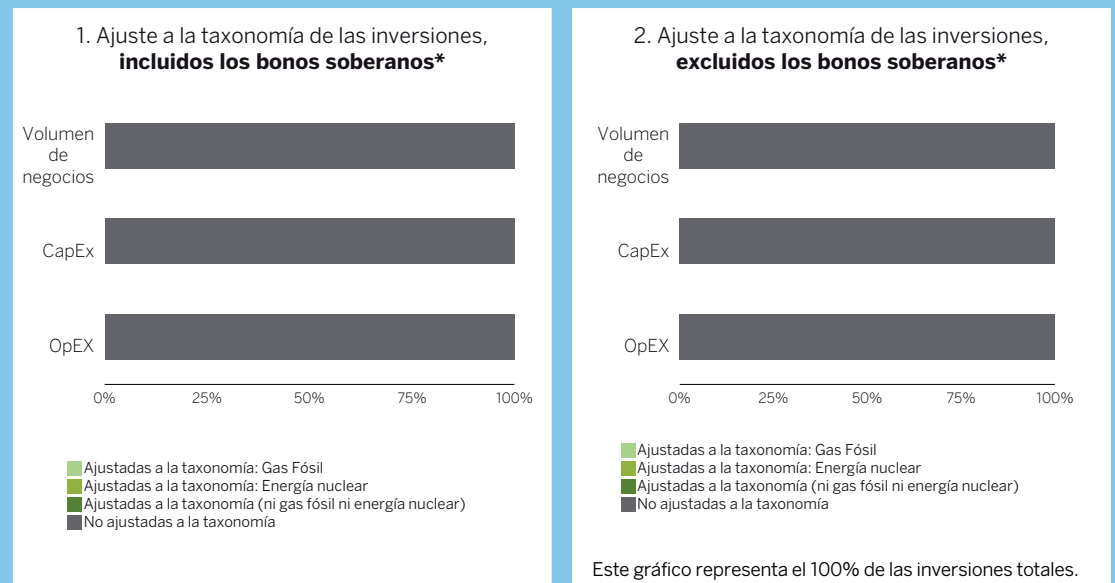 1. Ajuste a la taxonomía de las inversiones,
incluidos los bonos soberanos*
Volumen
de
negocios
CapEx
OpEX
0% 25% 50% 75% 100%
Ajustadas a la taxonomía: Gas Fósil
Ajustadas a la taxonomía: Energía nuclear
Ajustadas a la taxonomía (ni gas fósil ni energía nuclear)
No ajustadas a la taxonomía
2. Ajuste a la taxonomía de las inversiones,
excluidos los bonos soberanos*
Volumen
de
negocios
CapEx
OpEX
0% 25% 50% 75% 100%
Ajustadas a la taxonomía: Gas Fósil
Ajustadas a la taxonomía: Energía nuclear
Ajustadas a la taxonomía (ni gas fósil ni energía nuclear)
No ajustadas a la taxonomía
Este gráfico representa el 100% de las inversiones totales.